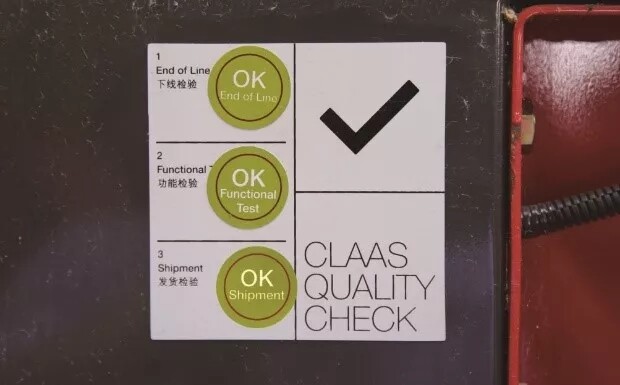 1
End of Line
下线检验
OK
End of Line
2
Functional
功能检验
OK
Functional
Test
3
Shipment
发货检验
OK
Shipment
CLAAS
QUALITY
CHECK